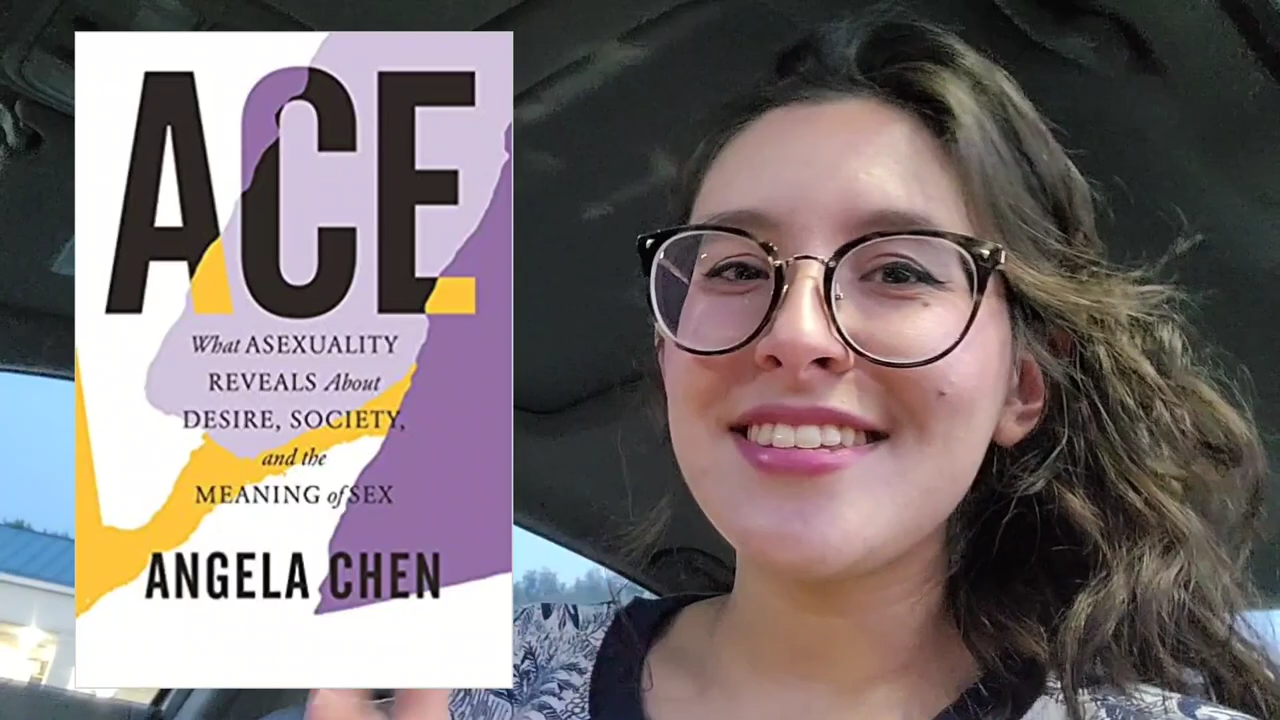 ACE
What ASEXUALITY
REVEALS About
DESIRE, SOCIETY,
and the
MEANING of SEX
ANGELA CHEN